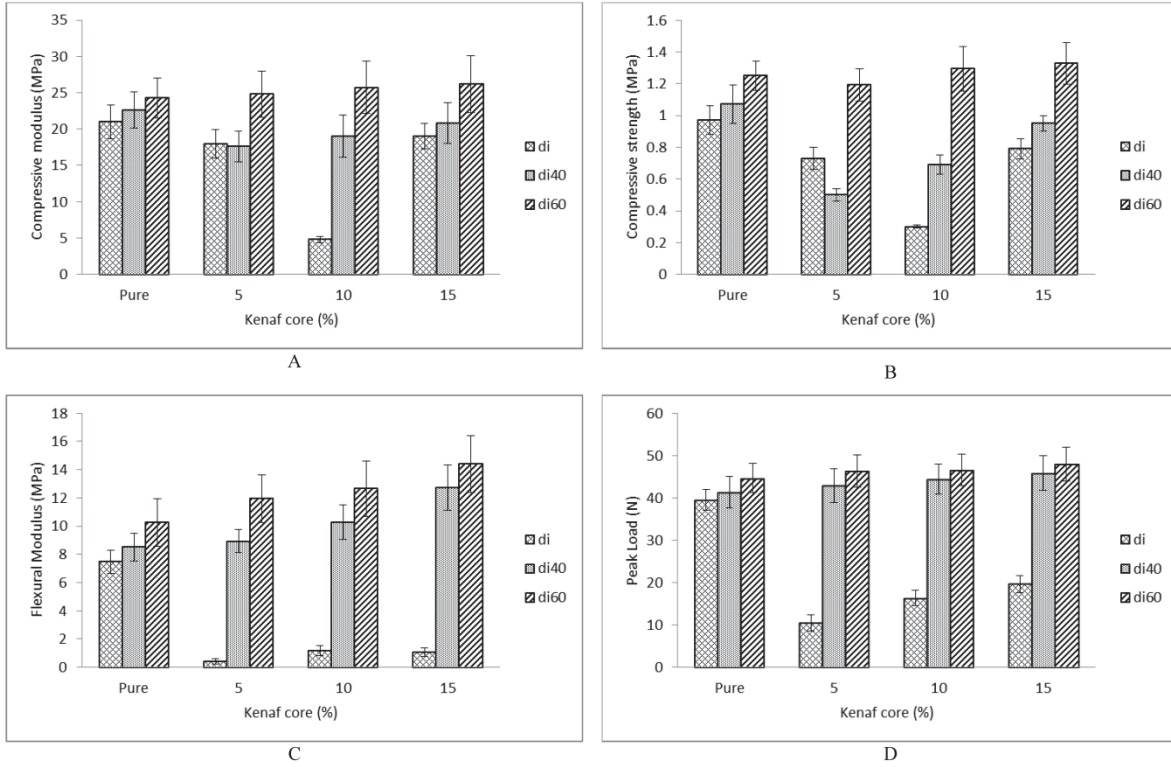 Compressive modulus (MPa)
35
30
25
20
15
10
5
0
Pure
5
10
15
Kenaf core (%)
di
di40
di60
A
Compressive strength (MPa)
1.6
1.4
1.2
1
0.8
0.6
0.4
0.2
0
Pure
5
10
15
Kenaf core (%)
di
di40
di60
B
Flexural Modulus (MPa)
18
16
14
12
10
8
6
4
2
0
Pure
5
10
15
Kenaf core (%)
di
di40
di60
C
Peak Load (N)
60
50
40
30
20
10
0
Pure
5
10
15
Kenaf core (%)
di
di40
di60
D